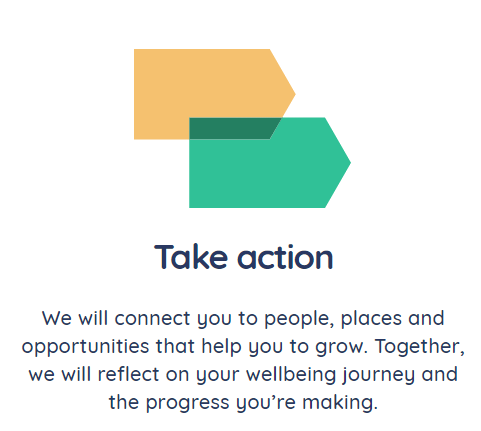 Take action
We will connect you to people, places and
opportunities that help you to grow. Together,
we will reflect on your wellbeing journey and
the progress you’re making.